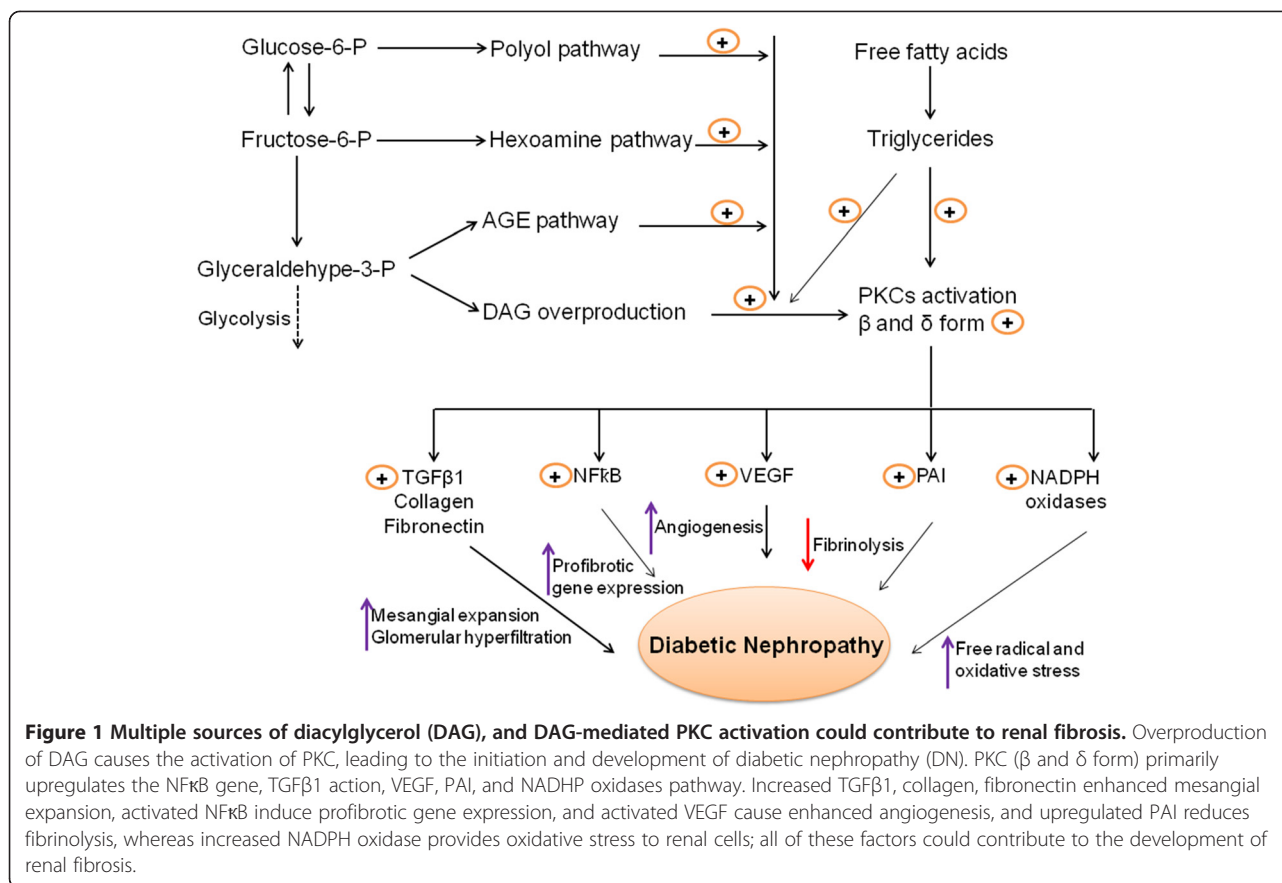 Glucose-6-P
Polyol pathway
+
Free fatty acids
Fructose-6-P
Hexoamine pathway
+
Triglycerides
AGE pathway
+
+
+
Glyceraldehype-3-P
DAG overproduction
+
PKCs activation
β and δ form +
Glycolysis
+ TGFβ1
Collagen
Fibronectin
+ NFƙB
+ VEGF
+ PAI
+ NADPH
oxidases
Angiogenesis
Fibrinolysis
Profibrotic
gene expression
Mesangial expansion
Glomerular hyperfiltration
Diabetic Nephropathy
Free radical and
oxidative stress
Figure 1 Multiple sources of diacylglycerol (DAG), and DAG-mediated PKC activation could contribute to renal fibrosis. Overproduction
of DAG causes the activation of PKC, leading to the initiation and development of diabetic nephropathy (DN). PKC (β and δ form) primarily
upregulates the NFκB gene, TGFβ1 action, VEGF, PAI, and NADHP oxidases pathway. Increased TGFβ1, collagen, fibronectin enhanced mesangial
expansion, activated NFκB induce profibrotic gene expression, and activated VEGF cause enhanced angiogenesis, and upregulated PAI reduces
fibrinolysis, whereas increased NADPH oxidase provides oxidative stress to renal cells; all of these factors could contribute to the development of
renal fibrosis.